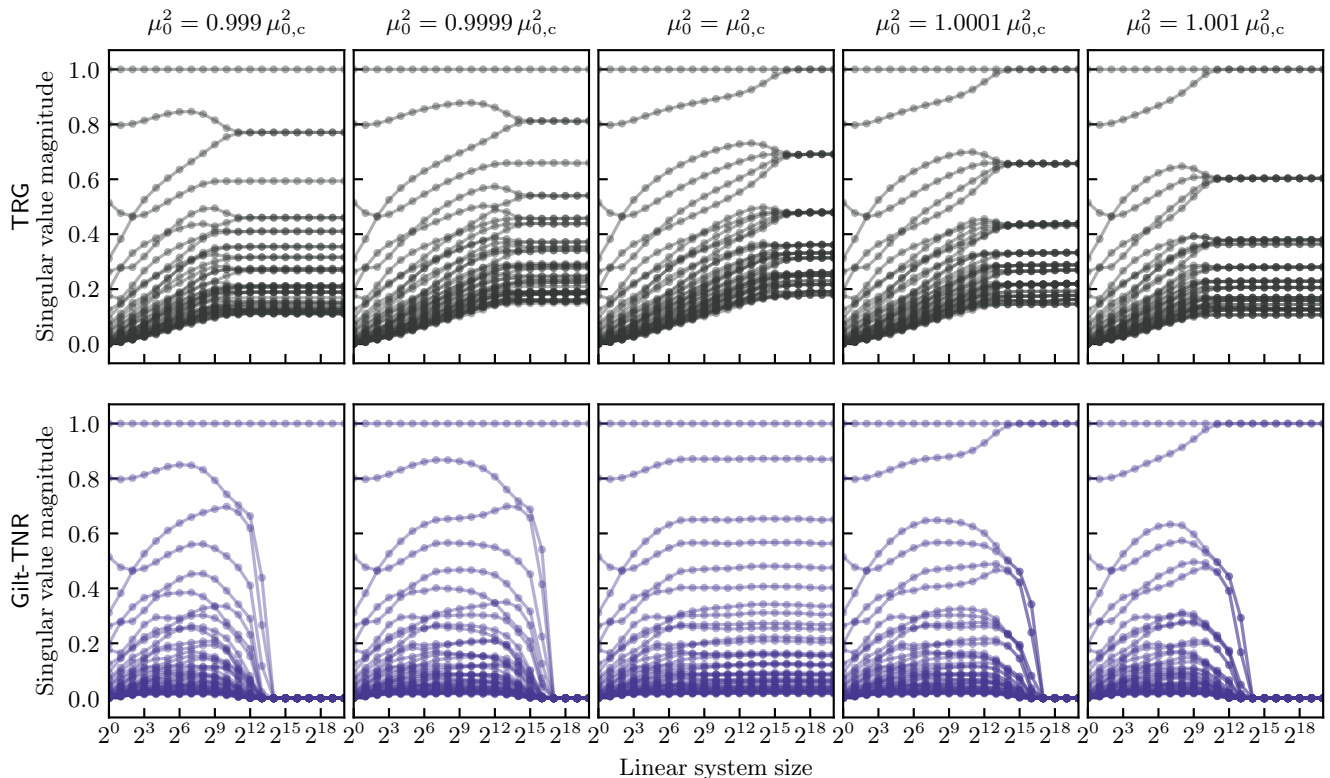 μ₀² = 0.999 μ₀,c² μ₀² = 0.9999 μ₀,c² μ₀² = μ₀,c² μ₀² = 1.0001 μ₀,c² μ₀² = 1.001 μ₀,c²
TRG
Singular value magnitude
1.0
0.8
0.6
0.4
0.2
0.0
Gilt-TNR
Singular value magnitude
1.0
0.8
0.6
0.4
0.2
0.0
2⁰ 2³ 2⁶ 2⁹ 2¹² 2¹⁵ 2¹⁸ 2⁰ 2³ 2⁶ 2⁹ 2¹² 2¹⁵ 2¹⁸ 2⁰ 2³ 2⁶ 2⁹ 2¹² 2¹⁵ 2¹⁸ 2⁰ 2³ 2⁶ 2⁹ 2¹² 2¹⁵ 2¹⁸ 2⁰ 2³ 2⁶ 2⁹ 2¹² 2¹⁵ 2¹⁸
Linear system size